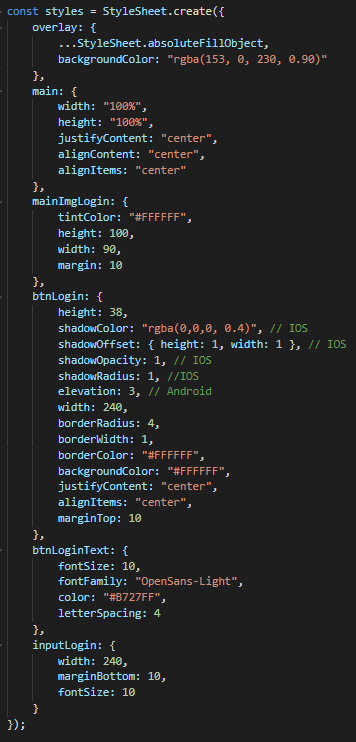 const styles = StyleSheet.create({
    overlay: {
        ...StyleSheet.absoluteFillObject,
        backgroundColor: "rgba(153, 0, 230, 0.90)"
    },
    main: {
        width: "100%",
        height: "100%",
        justifyContent: "center",
        alignContent: "center",
        alignItems: "center"
    },
    mainImgLogin: {
        tintColor: "#FFFFFF",
        height: 100,
        width: 90,
        margin: 10
    },
    btnLogin: {
        height: 38,
        shadowColor: "rgba(0,0,0, 0.4)", // IOS
        shadowOffset: { height: 1, width: 1 }, // IOS
        shadowOpacity: 1, // IOS
        shadowRadius: 1, //IOS
        elevation: 3, // Android
        width: 240,
        borderRadius: 4,
        borderWidth: 1,
        borderColor: "#FFFFFF",
        backgroundColor: "#FFFFFF",
        justifyContent: "center",
        alignItems: "center",
        marginTop: 10
    },
    btnLoginText: {
        fontSize: 10,
        fontFamily: "OpenSans-Light",
        color: "#B727FF",
        letterSpacing: 4
    },
    inputLogin: {
        width: 240,
        marginBottom: 10,
        fontSize: 10
    }
});